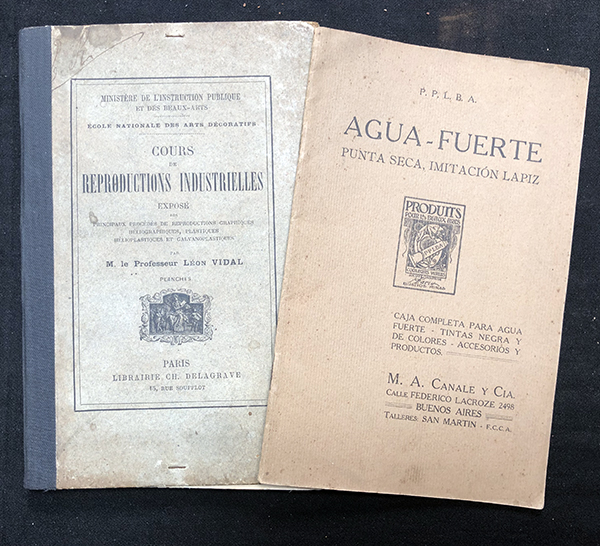 MINISTÈRE DE L'INSTRUCTION PUBLIQUE
ET DES BEAUX-ARTS
ÉCOLE NATIONALE DES ARTS DÉCORATIFS
COURS
DE
REPRODUCTIONS INDUSTRIELLES
EXPOSÉ
DES
PRINCIPAUX PROCÉDÉS DE REPRODUCTIONS GRAPHIQUES
HÉLIOGRAPHIQUES, PLASTIQUES
HÉLIOPLASTIQUES ET GALVANOPLASTIQUES
PAR
M. le Professeur LÉON VIDAL
PLANCHES
PARIS
LIBRAIRIE CH. DELAGRAVE
15, RUE SOUFFLOT
P. P. L. B. A.
AGUA-FUERTE
PUNTA SECA, IMITACIÓN LAPIZ
PRODUITS
POUR LES BEAUX ARTS
CAJA COMPLETA PARA AGUA
FUERTE - TINTAS NEGRA Y
DE COLORES - ACCESORIÒS Y
PRODUCTOS.
M. A. CANALE Y CIA.
CALLE FEDERICO LACROZE 2498
BUENOS AIRES
TALLERES: SAN MARTIN - F.C.C.A.